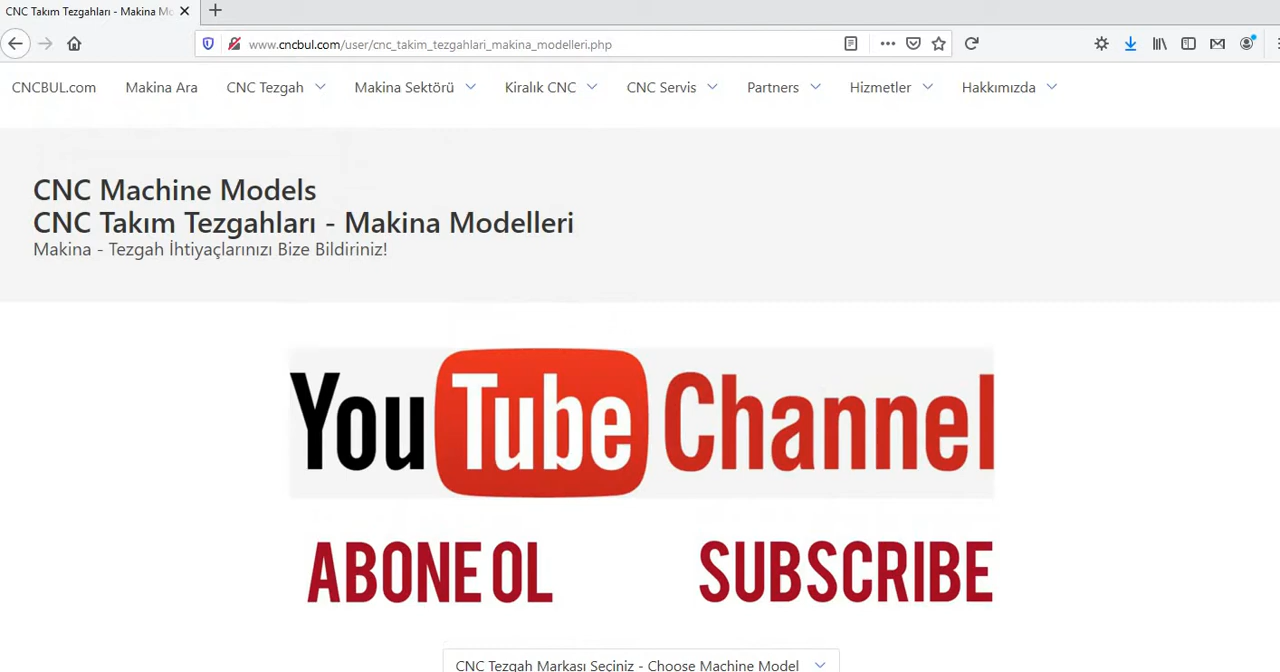 CNC Takım Tezgahları - Makina Mo
www.cncbul.com/user/cnc_takim_tezgahlari_makina_modelleri.php
CNCBUL.com Makina Ara CNC Tezgah Makina Sektörü Kiralık CNC CNC Servis Partners Hizmetler Hakkımızda
CNC Machine Models
CNC Takım Tezgahları - Makina Modelleri
Makina - Tezgah İhtiyaçlarınızı Bize Bildiriniz!
YouTube Channel
ABONE OL SUBSCRIBE
CNC Tezgah Markası Seçiniz - Choose Machine Model